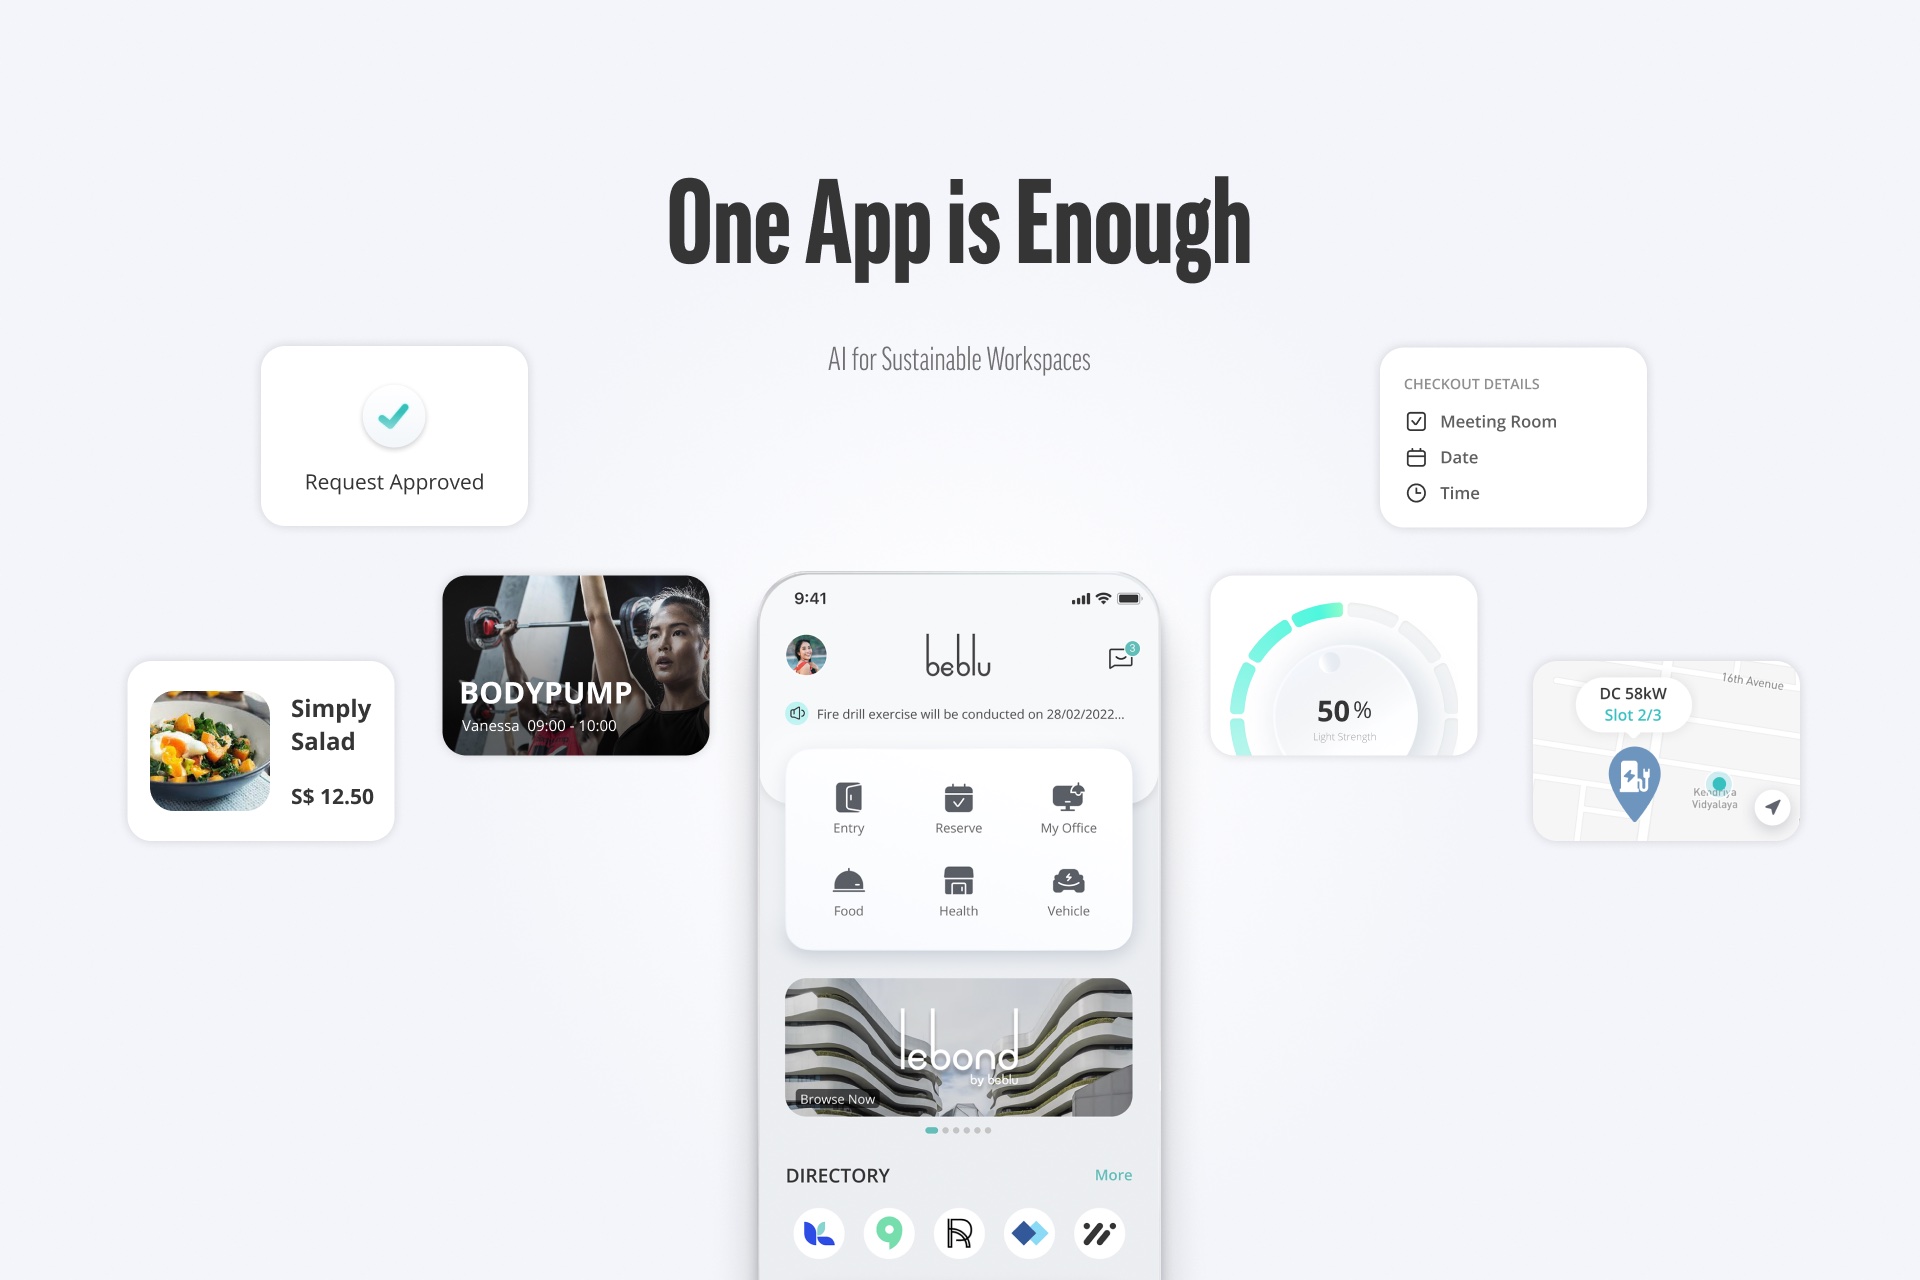 One App is Enough
AI for Sustainable Workspaces
Request Approved
CHECKOUT DETAILS
Meeting Room
Date
Time
BODYPUMP
Vanessa 09:00 - 10:00
Simply
Salad
S$ 12.50
9:41
beblu
3
Fire drill exercise will be conducted on 28/02/2022...
Entry
Reserve
My Office
Food
Health
Vehicle
lebond
by beblu
Browse Now
DIRECTORY
More
50 %
Light Strength
16th Avenue
DC 58kW
Slot 2/3
Kendriya
Vidyalaya